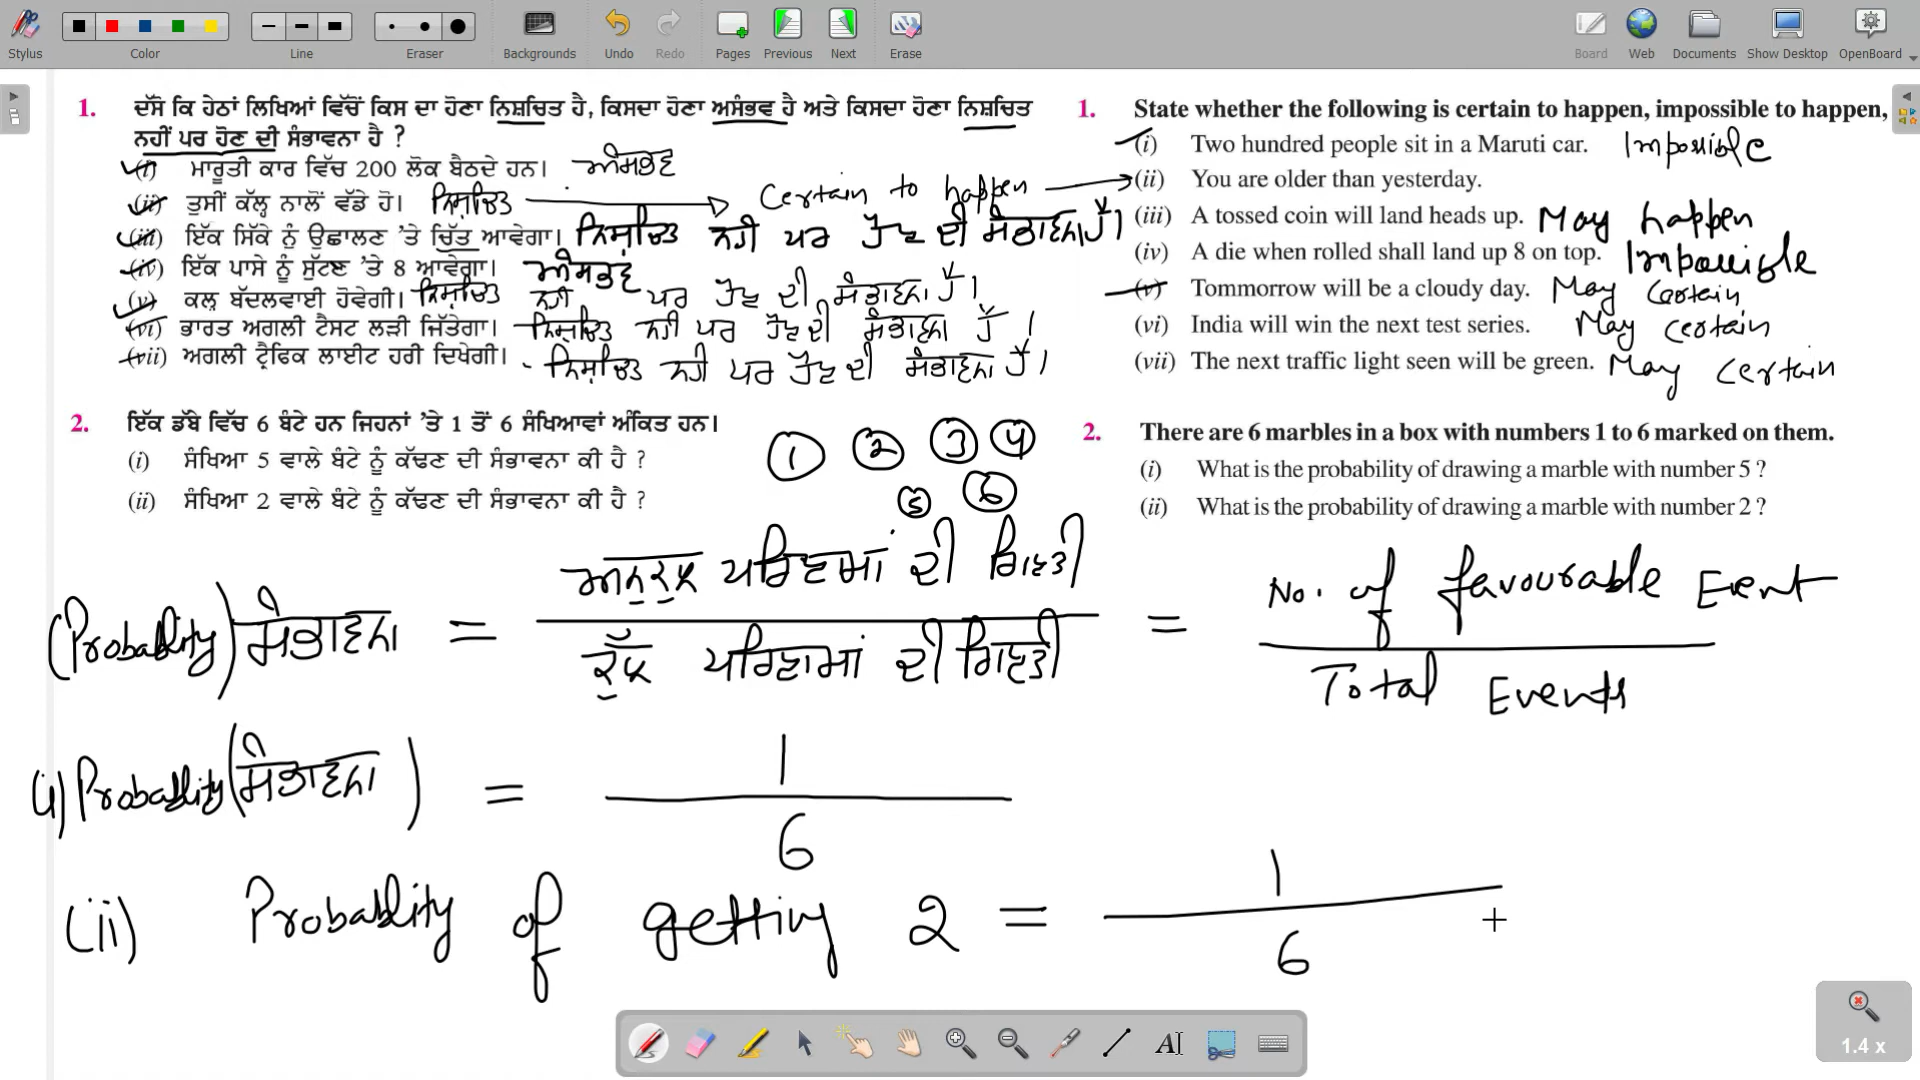 Stylus Color Line Eraser Backgrounds Undo Redo Pages Previous Next Erase Board Web Documents Show Desktop OpenBoard
1. ਦੱਸੋ ਕਿ ਹੇਠਾਂ ਲਿਖਿਆਂ ਵਿੱਚੋਂ ਕਿਸ ਦਾ ਹੋਣਾ ਨਿਸ਼ਚਿਤ ਹੈ, ਕਿਸਦਾ ਹੋਣਾ ਅਸੰਭਵ ਹੈ ਅਤੇ ਕਿਸਦਾ ਹੋਣਾ ਨਿਸ਼ਚਿਤ
ਨਹੀਂ ਪਰ ਹੋਣ ਦੀ ਸੰਭਾਵਨਾ ਹੈ ?
(i) ਮਾਰੂਤੀ ਕਾਰ ਵਿੱਚ 200 ਲੋਕ ਬੈਠਦੇ ਹਨ। ਅਸੰਭਵ
(ii) ਤੁਸੀਂ ਕੱਲ੍ਹ ਨਾਲੋਂ ਵੱਡੇ ਹੋ। ਨਿਸ਼ਚਿਤ Certain to happen
(iii) ਇੱਕ ਸਿੱਕੇ ਨੂੰ ਉਛਾਲਣ 'ਤੇ ਚਿੱਤ ਆਵੇਗਾ। ਨਿਸ਼ਚਿਤ ਨਹੀ ਪਰ ਹੋਣ ਦੀ ਸੰਭਾਵਨਾ ਹੈ।
(iv) ਇੱਕ ਪਾਸੇ ਨੂੰ ਸੁੱਟਣ 'ਤੇ 8 ਆਵੇਗਾ। ਅਸੰਭਵ
(v) ਕਲ੍ਹ ਬੱਦਲਵਾਈ ਹੋਵੇਗੀ। ਨਿਸ਼ਚਿਤ ਨਹੀ ਪਰ ਹੋਣ ਦੀ ਸੰਭਾਵਨਾ ਹੈ।
(vi) ਭਾਰਤ ਅਗਲੀ ਟੈਸਟ ਲੜੀ ਜਿੱਤੇਗਾ। ਨਿਸ਼ਚਿਤ ਨਹੀ ਪਰ ਹੋਣ ਦੀ ਸੰਭਾਵਨਾ ਹੈ।
(vii) ਅਗਲੀ ਟ੍ਰੈਫਿਕ ਲਾਈਟ ਹਰੀ ਦਿਖੇਗੀ। ਨਿਸ਼ਚਿਤ ਨਹੀ ਪਰ ਹੋਣ ਦੀ ਸੰਭਾਵਨਾ ਹੈ।
1. State whether the following is certain to happen, impossible to happen,
(i) Two hundred people sit in a Maruti car. Impossible
(ii) You are older than yesterday.
(iii) A tossed coin will land heads up. May happen
(iv) A die when rolled shall land up 8 on top. Impossible
(v) Tommorrow will be a cloudy day. May certain
(vi) India will win the next test series. May certain
(vii) The next traffic light seen will be green. May certain
2. ਇੱਕ ਡੱਬੇ ਵਿੱਚ 6 ਬੰਟੇ ਹਨ ਜਿਹਨਾਂ 'ਤੇ 1 ਤੋਂ 6 ਸੰਖਿਆਵਾਂ ਅੰਕਿਤ ਹਨ।
(i) ਸੰਖਿਆ 5 ਵਾਲੇ ਬੰਟੇ ਨੂੰ ਕੱਢਣ ਦੀ ਸੰਭਾਵਨਾ ਕੀ ਹੈ ?
(ii) ਸੰਖਿਆ 2 ਵਾਲੇ ਬੰਟੇ ਨੂੰ ਕੱਢਣ ਦੀ ਸੰਭਾਵਨਾ ਕੀ ਹੈ ?
1 2 3 4
5 6
2. There are 6 marbles in a box with numbers 1 to 6 marked on them.
(i) What is the probability of drawing a marble with number 5 ?
(ii) What is the probability of drawing a marble with number 2 ?
ਅਨੁਕੂਲ ਪਰਿਣਾਮਾਂ ਦੀ ਗਿਣਤੀ
(Probability) ਸੰਭਾਵਨਾ = =
ਕੁੱਲ ਪਰਿਣਾਮਾਂ ਦੀ ਗਿਣਤੀ
No. of favourable Event
Total Events
1
(i) Probability (ਸੰਭਾਵਨਾ) =
6
1
(ii) Probability of getting 2 =
6
1.4 x